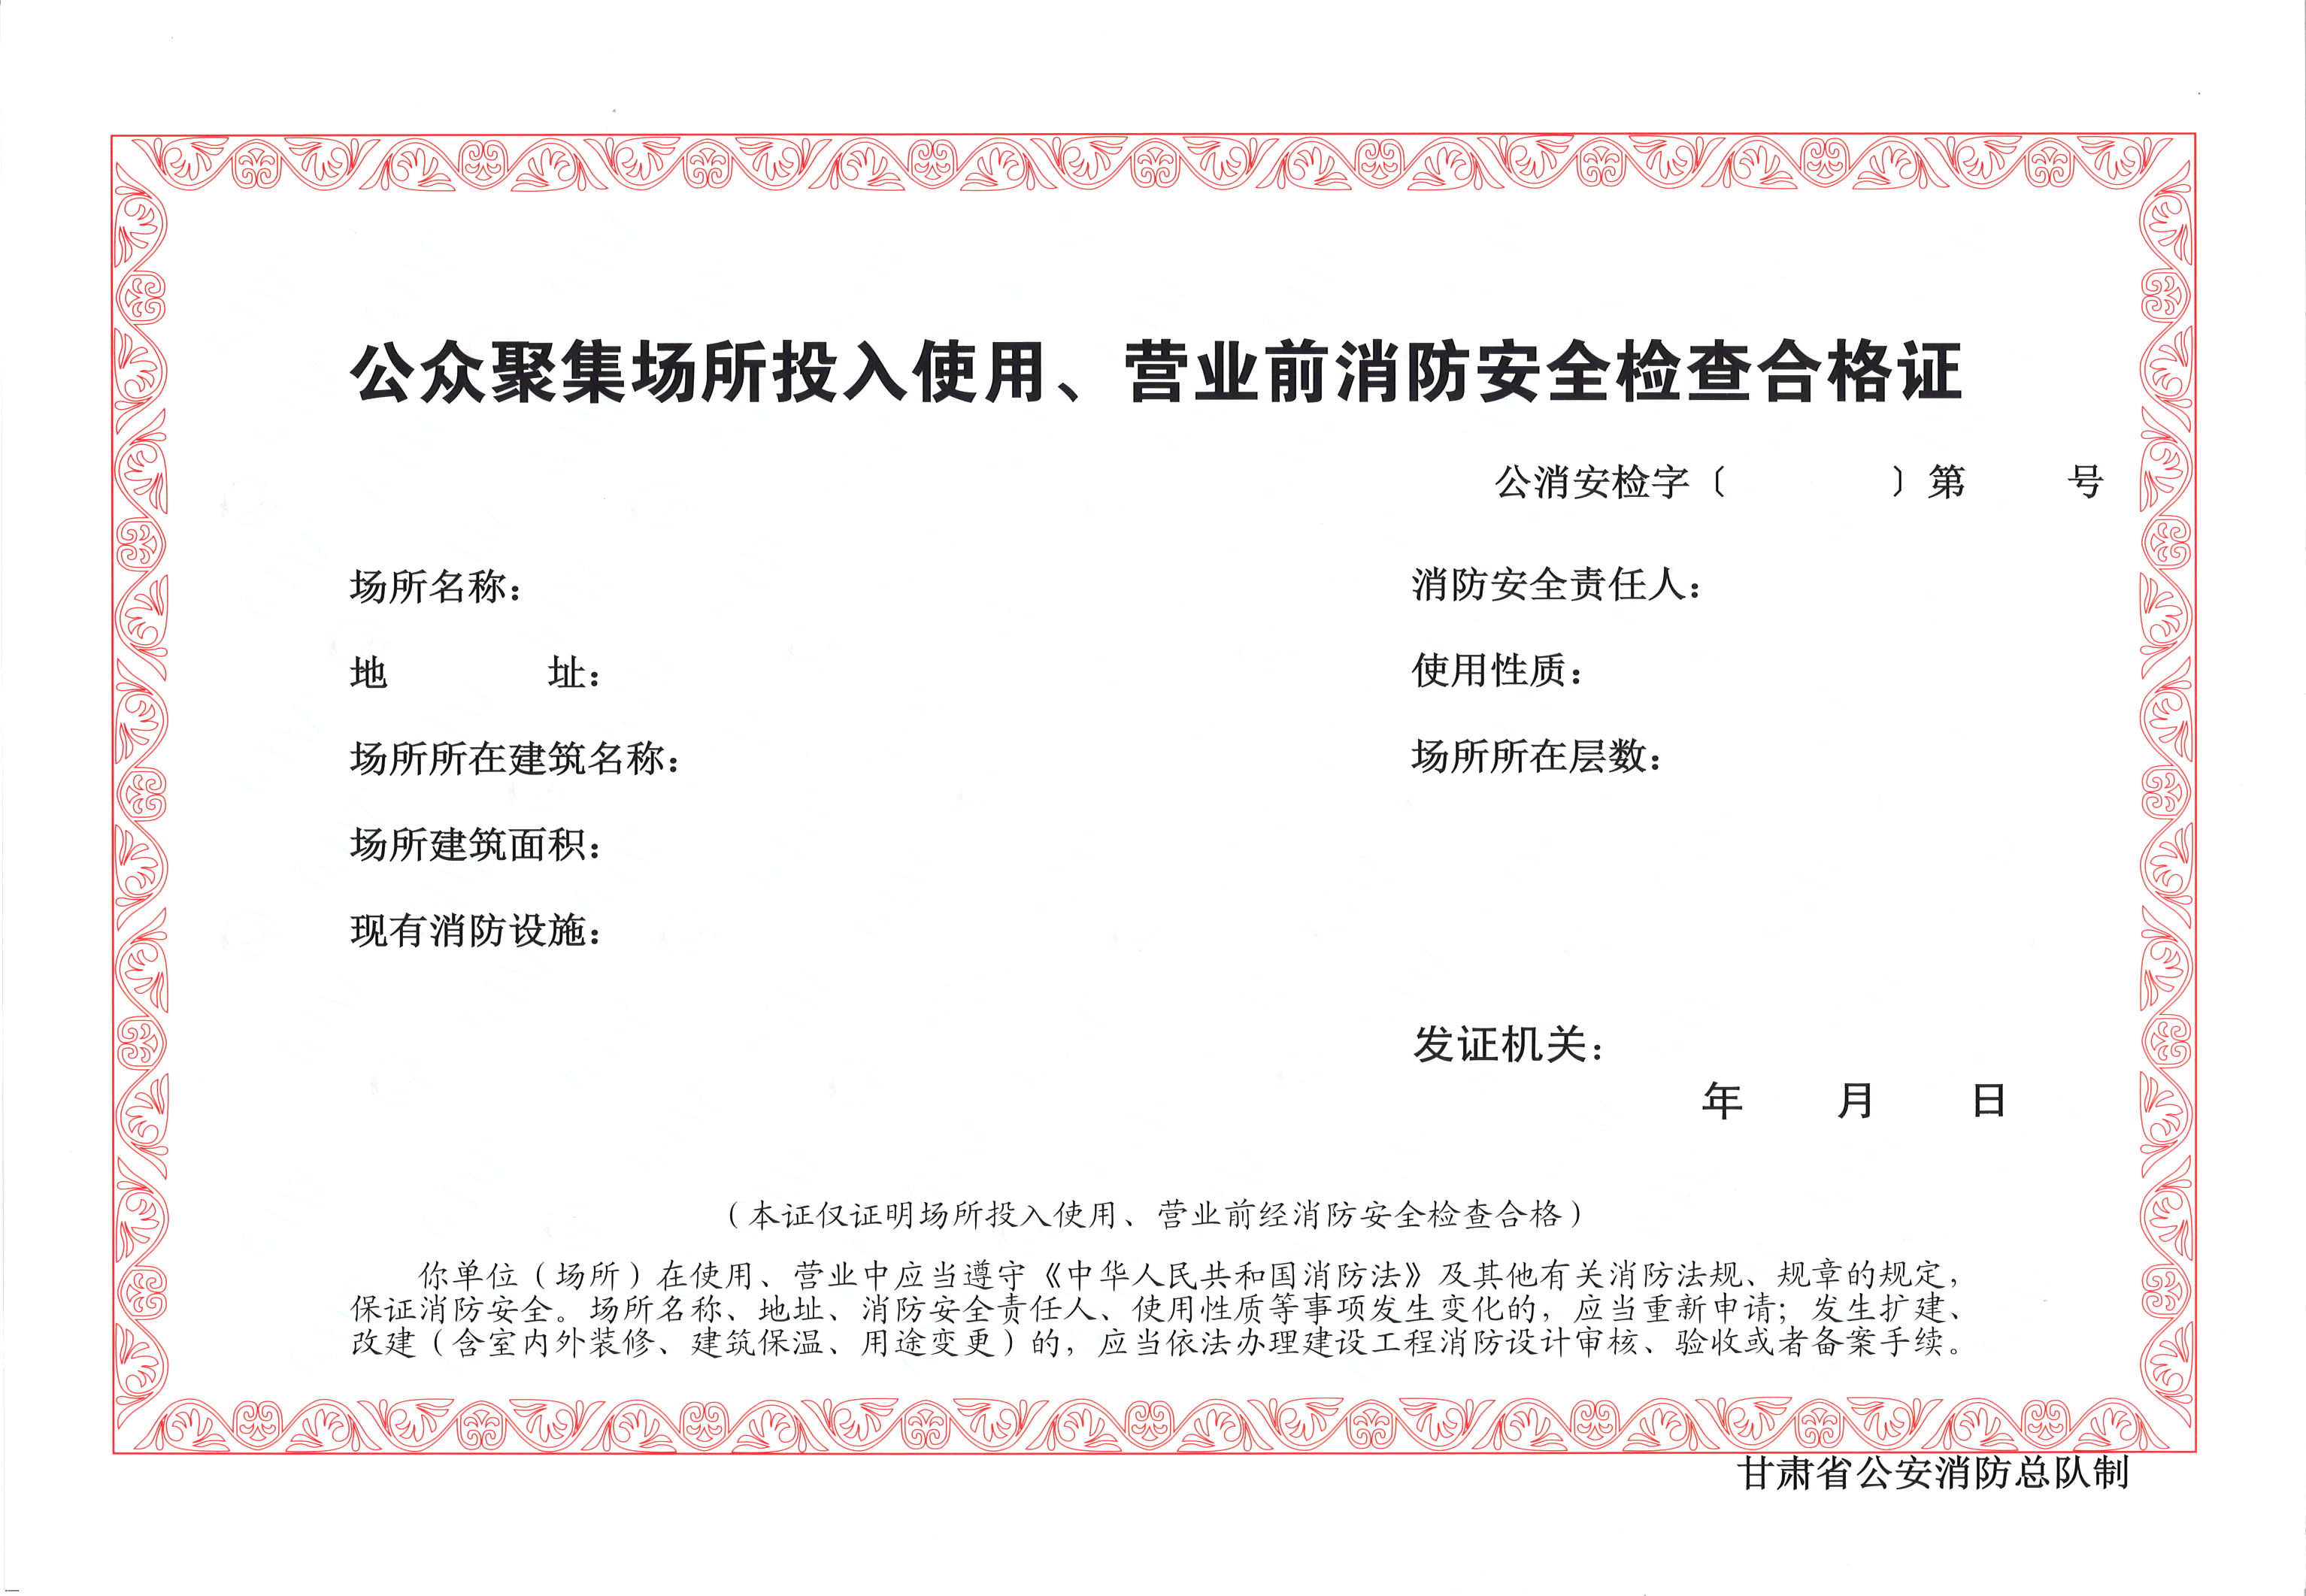 公众聚集场所投入使用、营业前消防安全检查合格证
公消安检字〔 〕第 号
场所名称： 消防安全责任人：
地 址： 使用性质：
场所所在建筑名称： 场所所在层数：
场所建筑面积：
现有消防设施：
发证机关：
年 月 日
（本证仅证明场所投入使用、营业前经消防安全检查合格）
你单位（场所）在使用、营业中应当遵守《中华人民共和国消防法》及其他有关消防法规、规章的规定，
保证消防安全。场所名称、地址、消防安全责任人、使用性质等事项发生变化的，应当重新申请；发生扩建、
改建（含室内外装修、建筑保温、用途变更）的，应当依法办理建设工程消防设计审核、验收或者备案手续。
甘肃省公安消防总队制